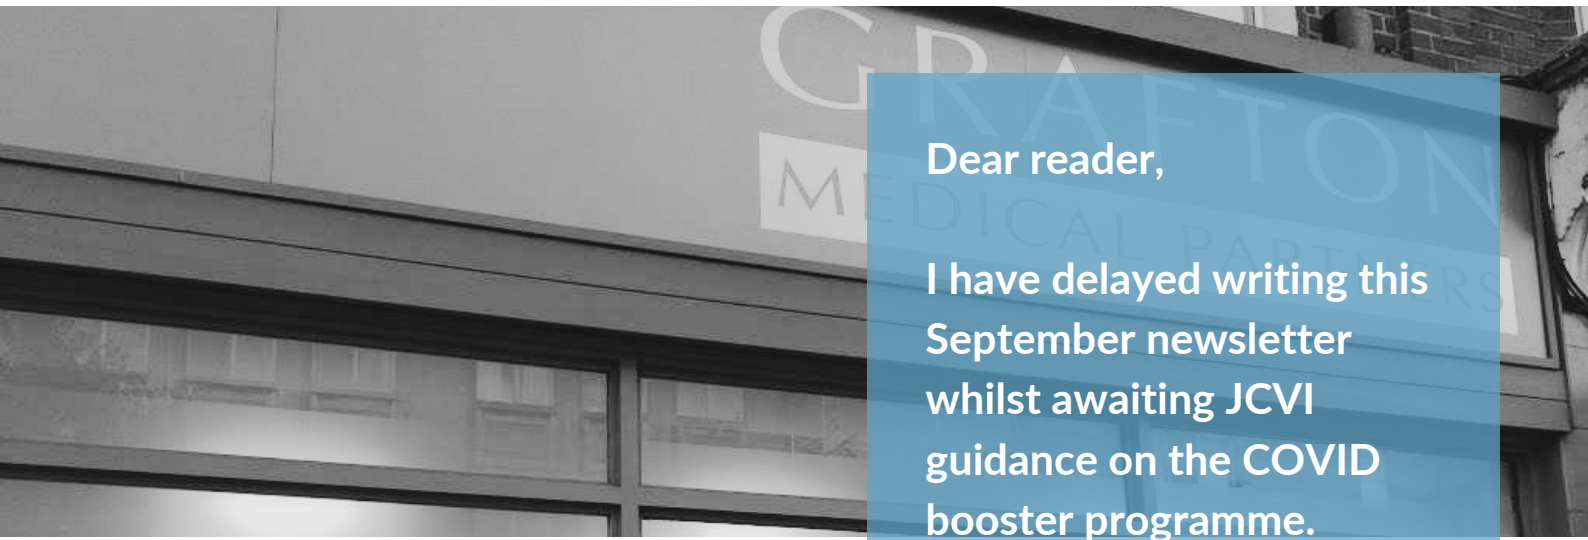 GRAFTON
MEDICAL PARTNERS
Dear reader,
I have delayed writing this
September newsletter
whilst awaiting JCVI
guidance on the COVID
booster programme.